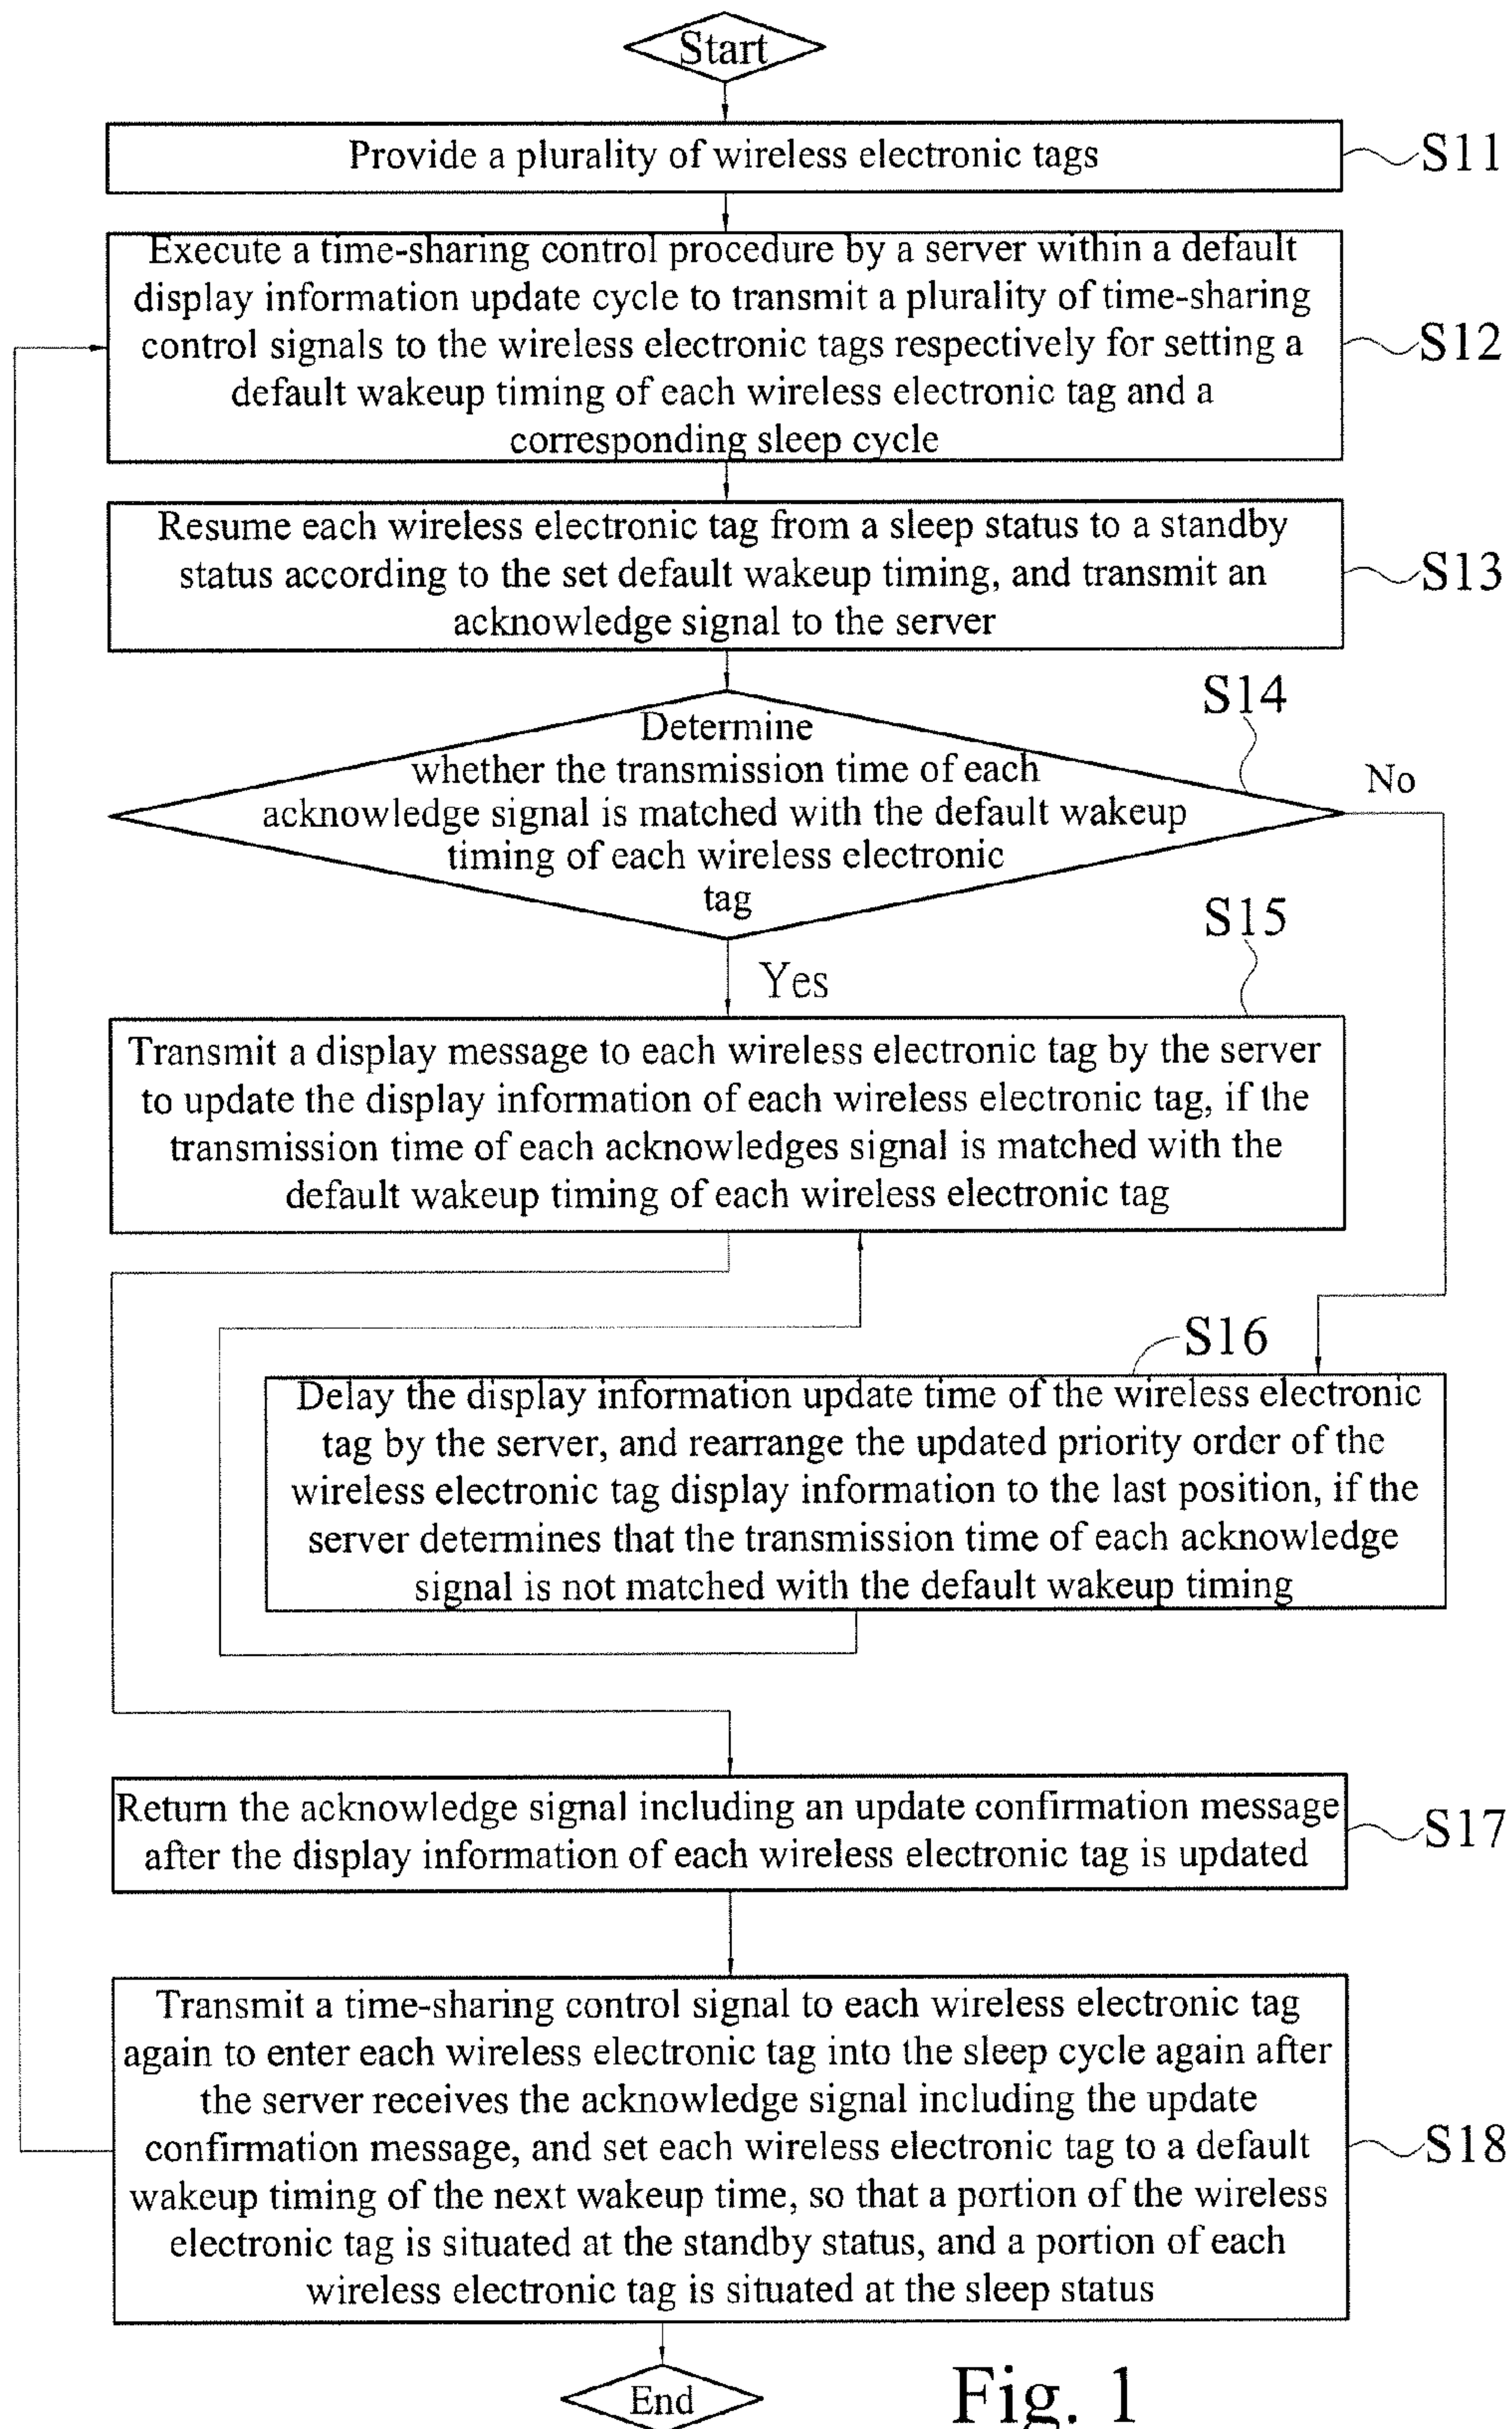 Start
Provide a plurality of wireless electronic tags
S11
Execute a time-sharing control procedure by a server within a default
display information update cycle to transmit a plurality of time-sharing
control signals to the wireless electronic tags respectively for setting a
default wakeup timing of each wireless electronic tag and a
corresponding sleep cycle
S12
Resume each wireless electronic tag from a sleep status to a standby
status according to the set default wakeup timing, and transmit an
acknowledge signal to the server
S13
S14
Determine
whether the transmission time of each
acknowledge signal is matched with the default wakeup
timing of each wireless electronic
tag
No
Yes
S15
Transmit a display message to each wireless electronic tag by the server
to update the display information of each wireless electronic tag, if the
transmission time of each acknowledges signal is matched with the
default wakeup timing of each wireless electronic tag
S16
Delay the display information update time of the wireless electronic
tag by the server, and rearrange the updated priority order of the
wireless electronic tag display information to the last position, if the
server determines that the transmission time of each acknowledge
signal is not matched with the default wakeup timing
Return the acknowledge signal including an update confirmation message
after the display information of each wireless electronic tag is updated
S17
Transmit a time-sharing control signal to each wireless electronic tag
again to enter each wireless electronic tag into the sleep cycle again after
the server receives the acknowledge signal including the update
confirmation message, and set each wireless electronic tag to a default
wakeup timing of the next wakeup time, so that a portion of the wireless
electronic tag is situated at the standby status, and a portion of each
wireless electronic tag is situated at the sleep status
S18
End
Fig. 1